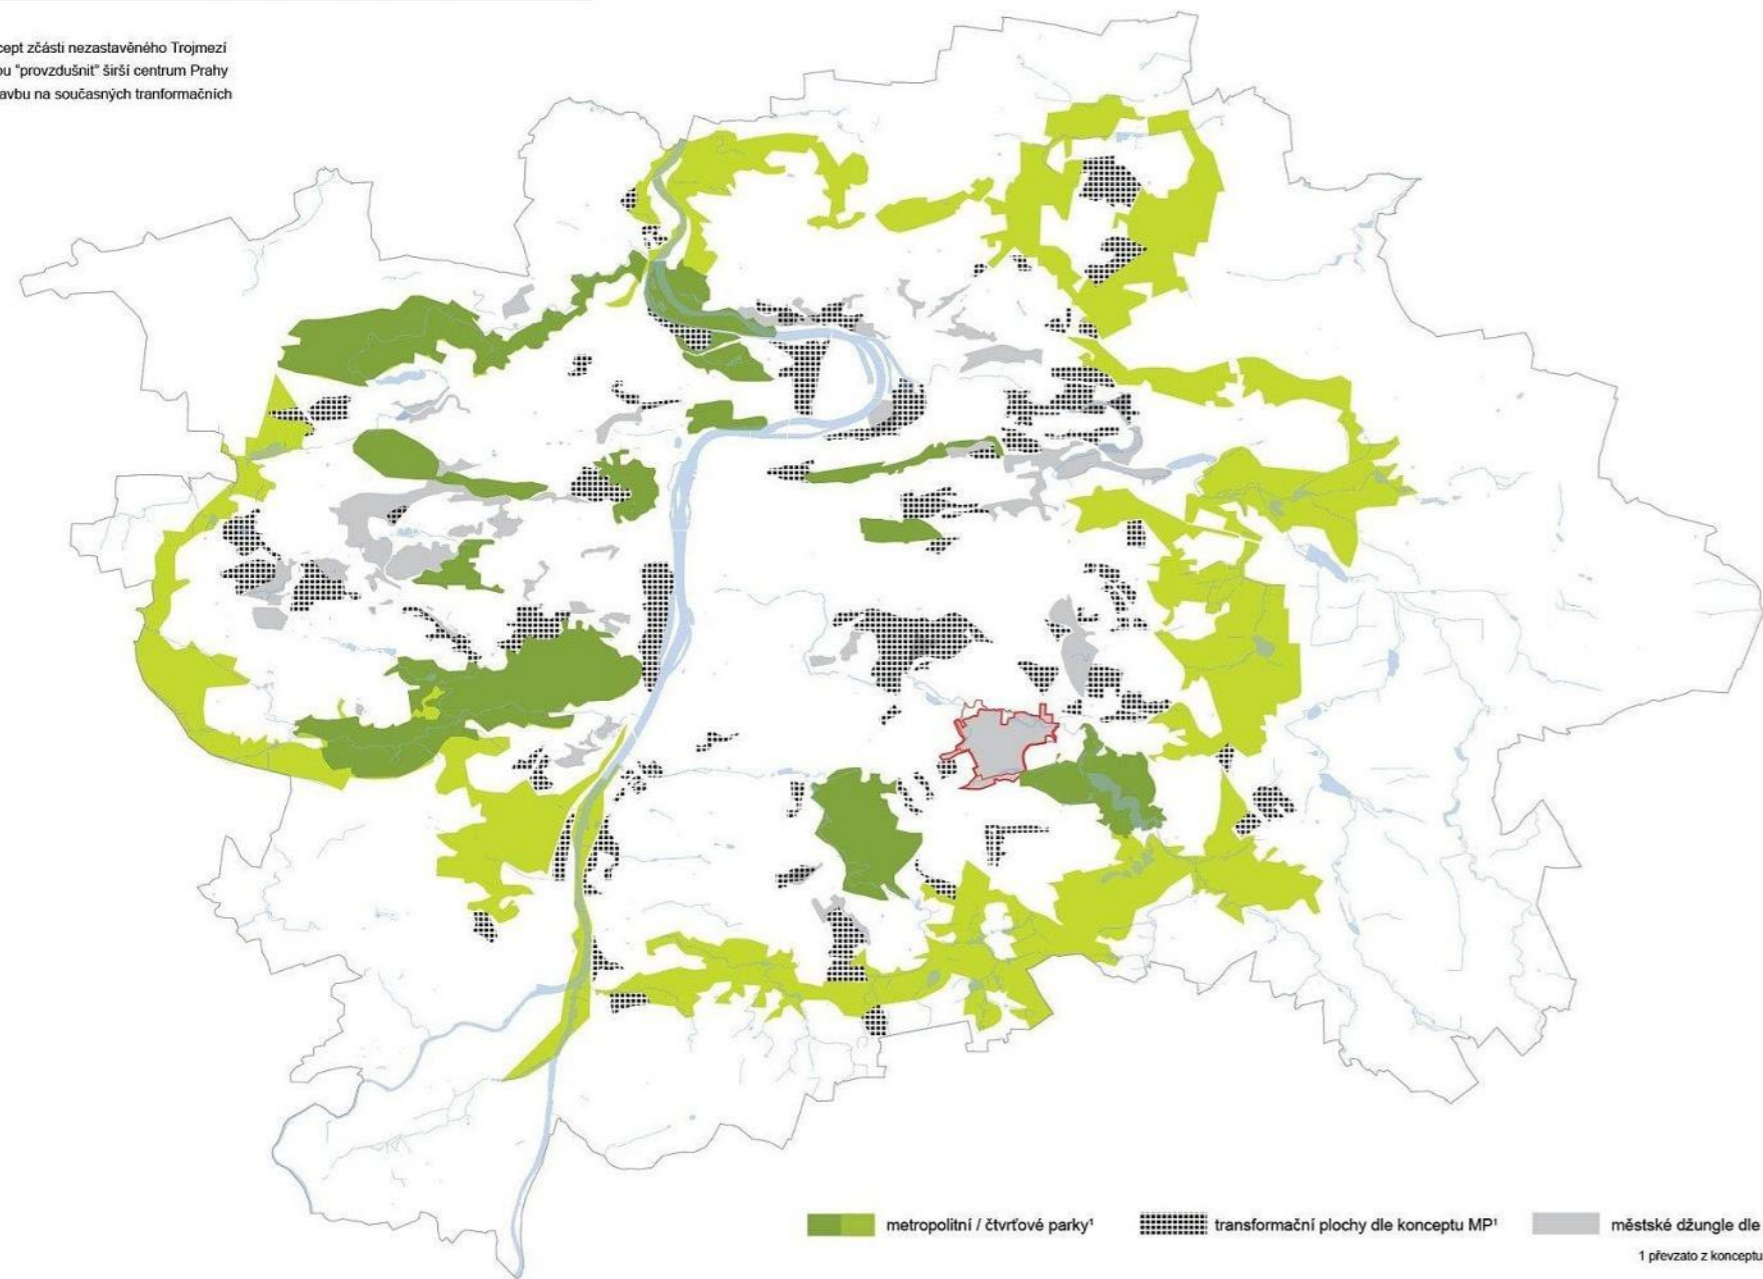 cept zčásti nezastavěného Trojmezí
ou "provzdušnit" širší centrum Prahy
avbu na současných tranformačních
metropolitní / čtvrťové parky¹
transformační plochy dle konceptu MP¹
městské džungle dle
1 převzato z konceptu